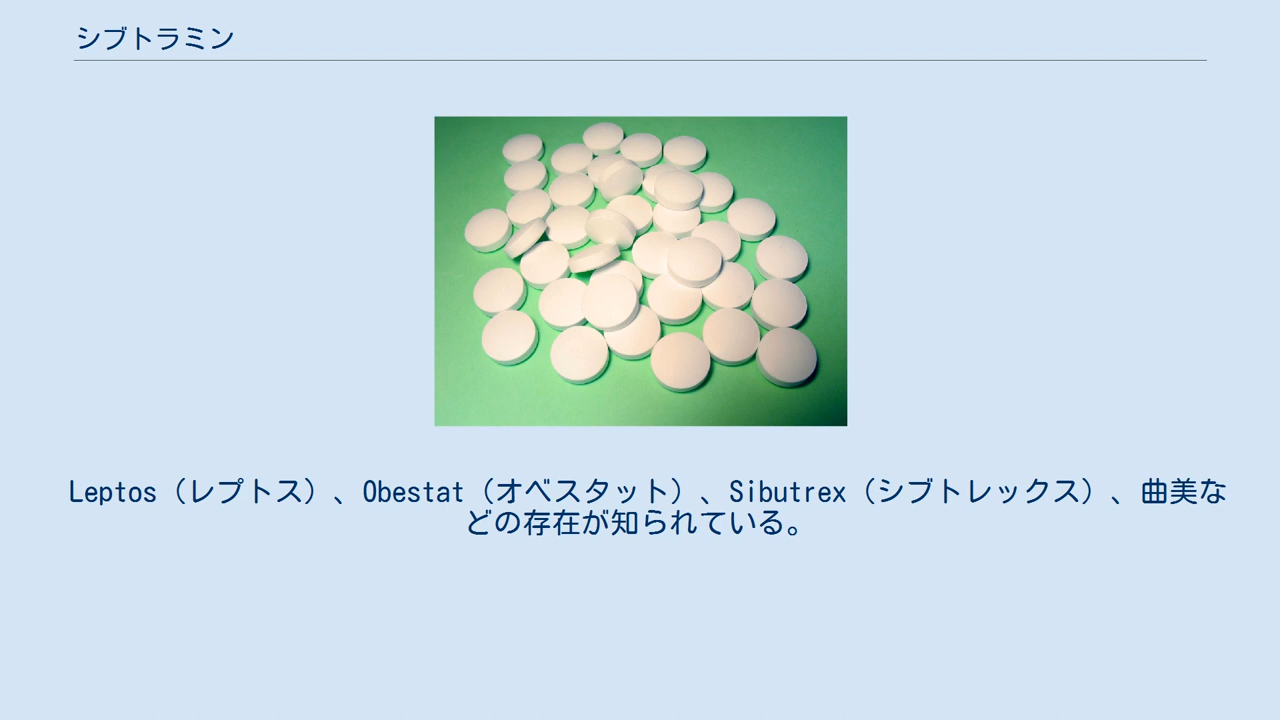 シブトラミン
Leptos（レプトス）、Obestat（オベスタット）、Sibutrex（シブトレックス）、曲美な
どの存在が知られている。